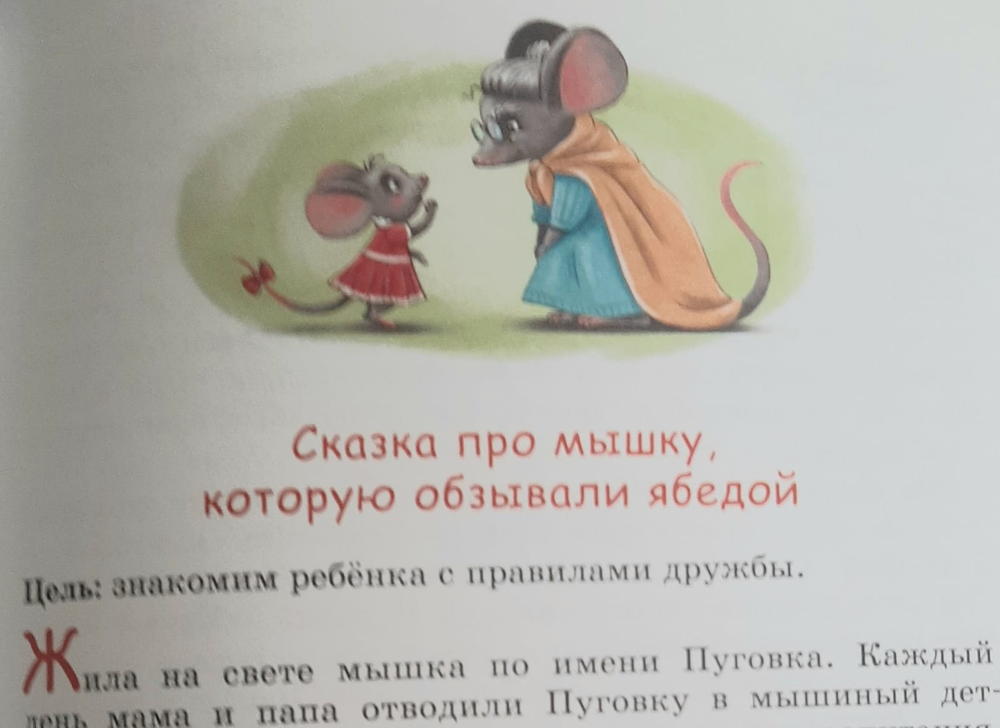 Сказка про мышку,
которую обзывали ябедой
Цель: знакомим ребёнка с правилами дружбы.
Жила на свете мышка по имени Пуговка. Каждый
день мама и папа отводили Пуговку в мышиный дет-